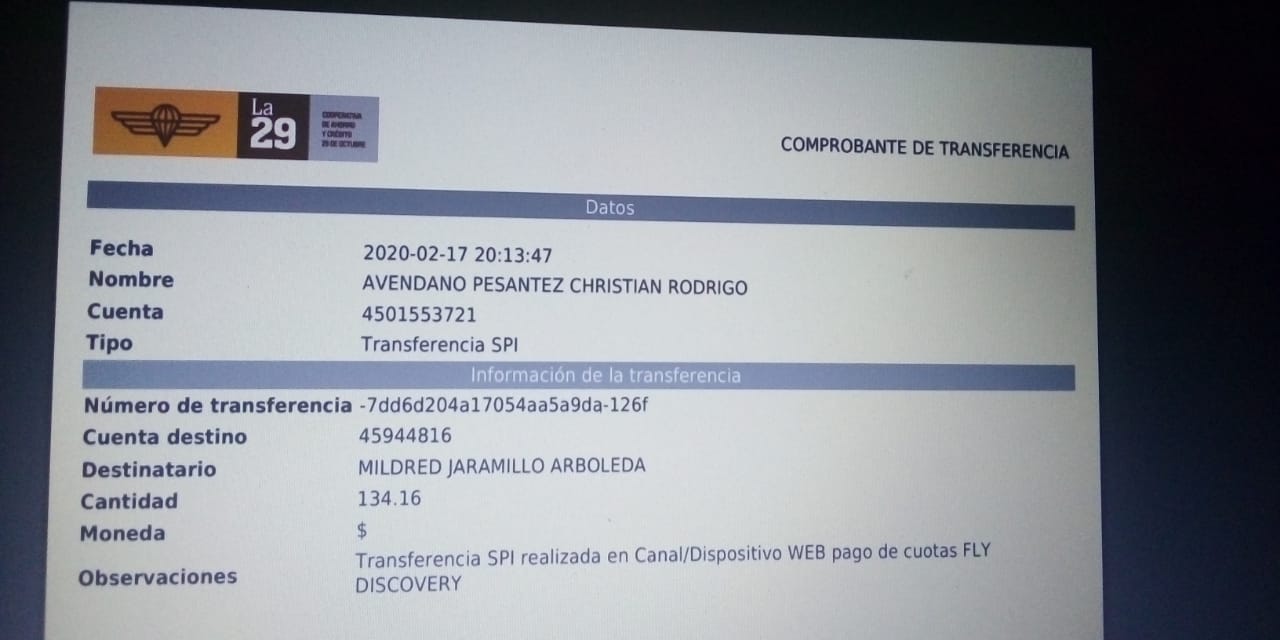 La
29
COOPERATIVA
DE AHORRO
Y CRÉDITO
29 DE OCTUBRE
COMPROBANTE DE TRANSFERENCIA
Datos
Fecha 2020-02-17 20:13:47
Nombre AVENDANO PESANTEZ CHRISTIAN RODRIGO
Cuenta 4501553721
Tipo Transferencia SPI
Información de la transferencia
Número de transferencia -7dd6d204a17054aa5a9da-126f
Cuenta destino 45944816
Destinatario MILDRED JARAMILLO ARBOLEDA
Cantidad 134.16
Moneda $
Observaciones Transferencia SPI realizada en Canal/Dispositivo WEB pago de cuotas FLY
DISCOVERY